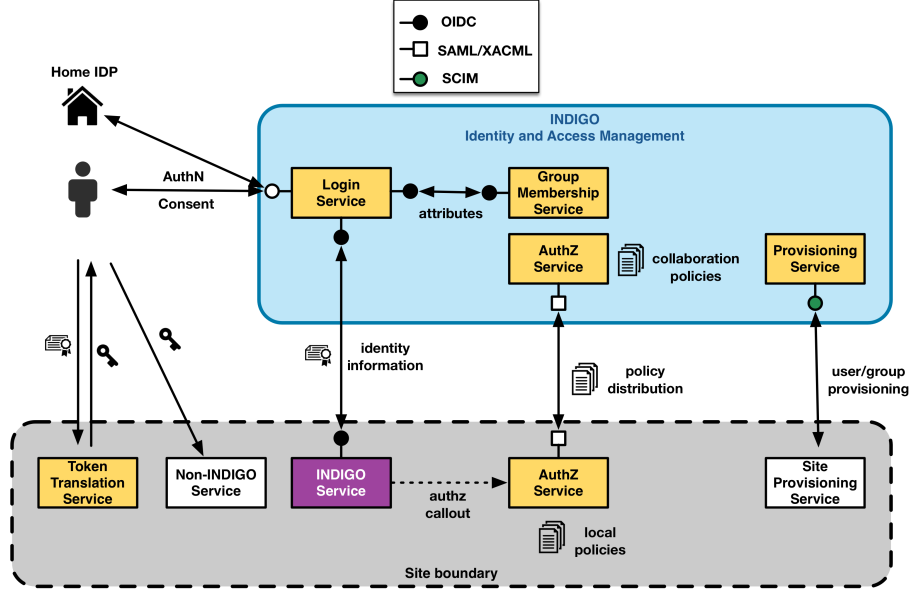 OIDC
SAML/XACML
SCIM
Home IDP
INDIGO
Identity and Access Management
AuthN
Consent
Login
Service
attributes
Group
Membership
Service
AuthZ
Service
collaboration
policies
Provisioning
Service
identity
information
policy
distribution
user/group
provisioning
Token
Translation
Service
Non-INDIGO
Service
INDIGO
Service
authz
callout
AuthZ
Service
Site
Provisioning
Service
local
policies
Site boundary